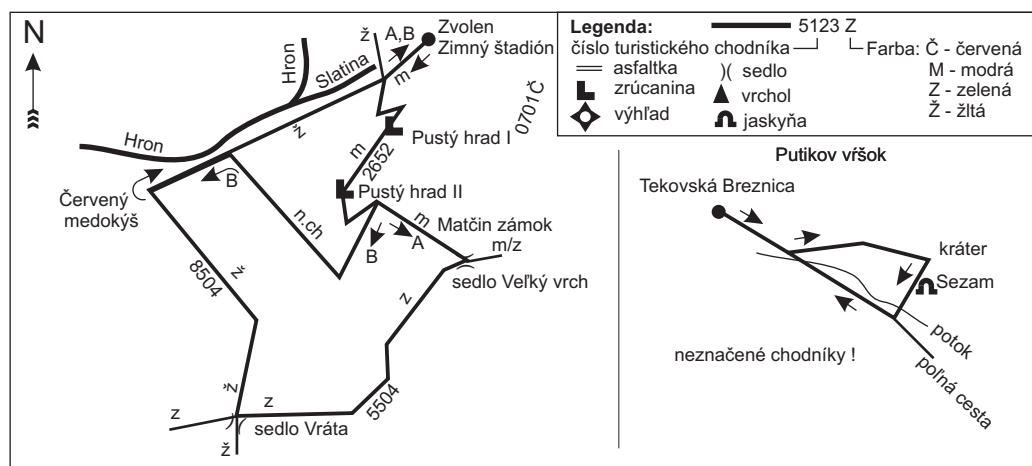 N
Hron
Slatina
Hron
ž
A,B
Zvolen
Zimný štadión
m
0701Č
ž
Pustý hrad I
m
2652
B
Červený
medokýš
Pustý hrad II
n.ch
m
Matčin zámok
A
m/z
B
sedlo Veľký vrch
8504
ž
z
ž
5504
z
z
sedlo Vráta
ž
Legenda:
5123 Z
číslo turistického chodníka
Farba: Č - červená
M - modrá
Z - zelená
Ž - žltá
asfaltka
sedlo
zrúcanina
vrchol
výhľad
jaskyňa
Putikov vŕšok
Tekovská Breznica
kráter
Sezam
potok
neznačené chodníky !
poľná cesta